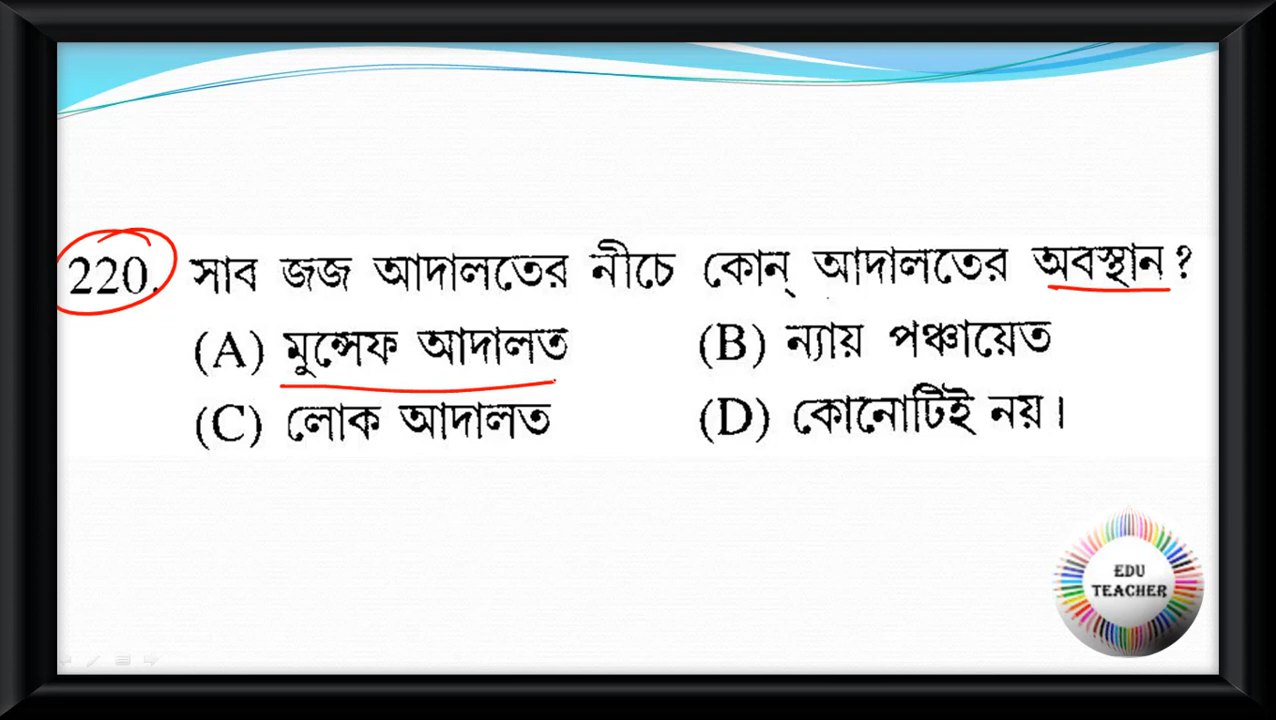 220. সাব জজ আদালতের নীচে কোন্ আদালতের অবস্থান ?
(A) মুন্সেফ আদালত (B) ন্যায় পঞ্চায়েত
(C) লোক আদালত (D) কোনোটিই নয়।
EDU
TEACHER